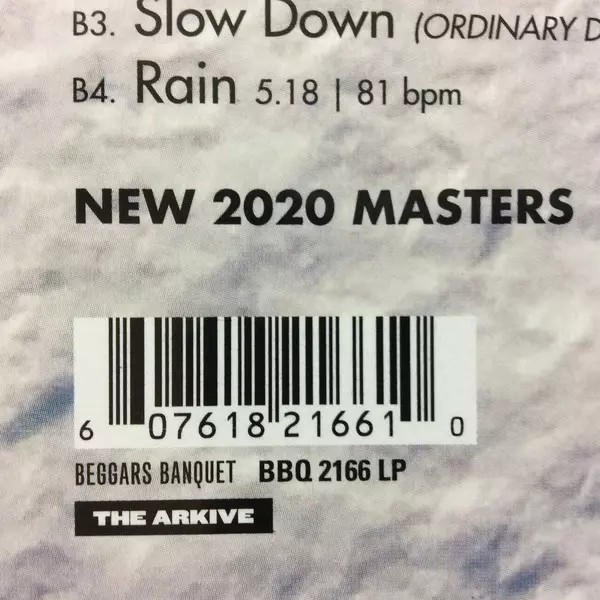 B3. Slow Down (ORDINARY D
B4. Rain 5.18 | 81 bpm
NEW 2020 MASTERS
6 07618 21661 0
BEGGARS BANQUET BBQ 2166 LP
THE ARKIVE